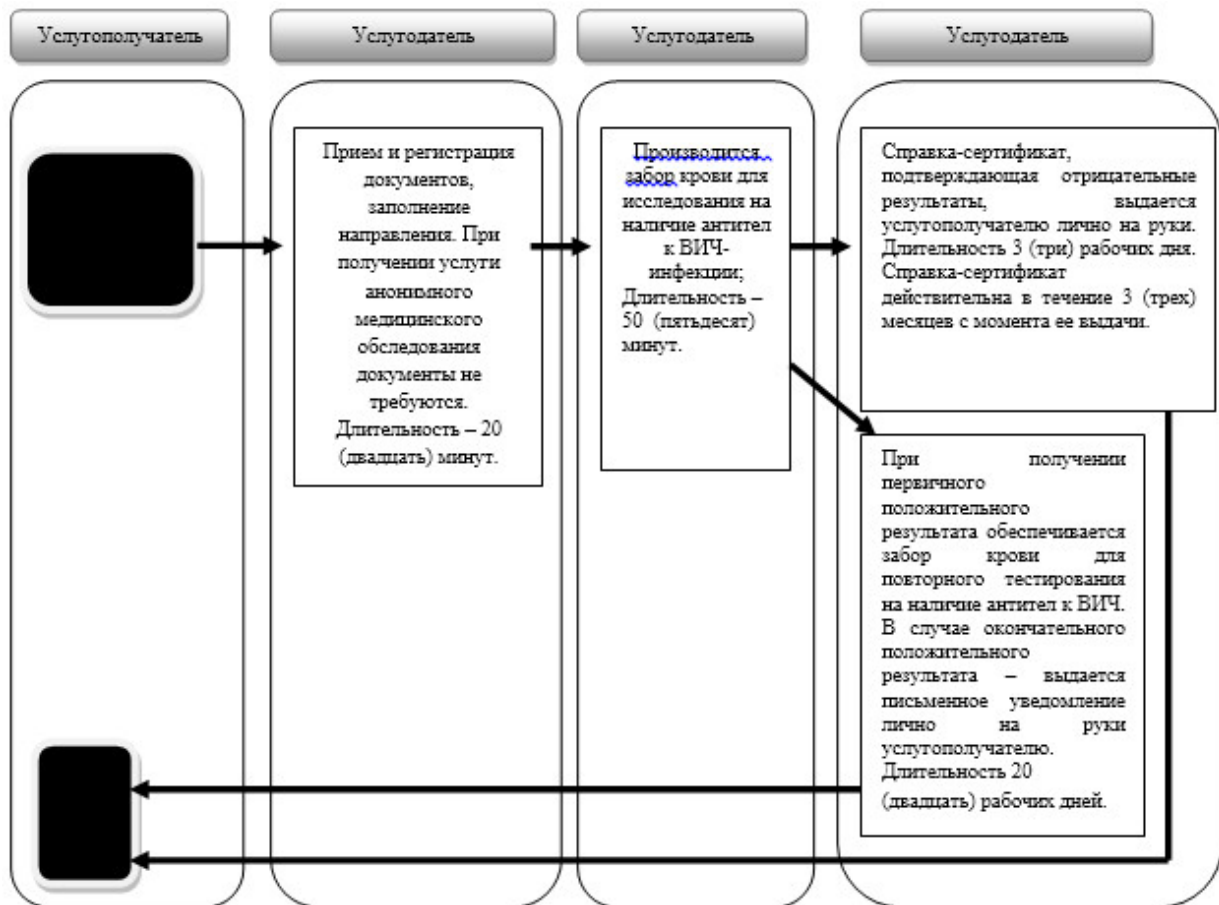 Услугополучатель
Услугодатель
Услугодатель
Услугодатель
Прием и регистрация
документов,
заполнение
направления. При
получении услуги
анонимного
медицинского
обследования
документы не
требуются.
Длительность – 20
(двадцать) минут.
Производится
забор крови для
исследования на
наличие антител
к ВИЧ-
инфекции;
Длительность –
50 (пятьдесят)
минут.
Справка-сертификат,
подтверждающая отрицательные
результаты, выдается
услугополучателю лично на руки.
Длительность 3 (три) рабочих дня.
Справка-сертификат
действительна в течение 3 (трех)
месяцев с момента ее выдачи.
При получении
первичного
положительного
результата обеспечивается
забор крови для
повторного тестирования
на наличие антител к ВИЧ.
В случае окончательного
положительного
результата – выдается
письменное уведомление
лично на руки
услугополучателю.
Длительность 20
(двадцать) рабочих дней.